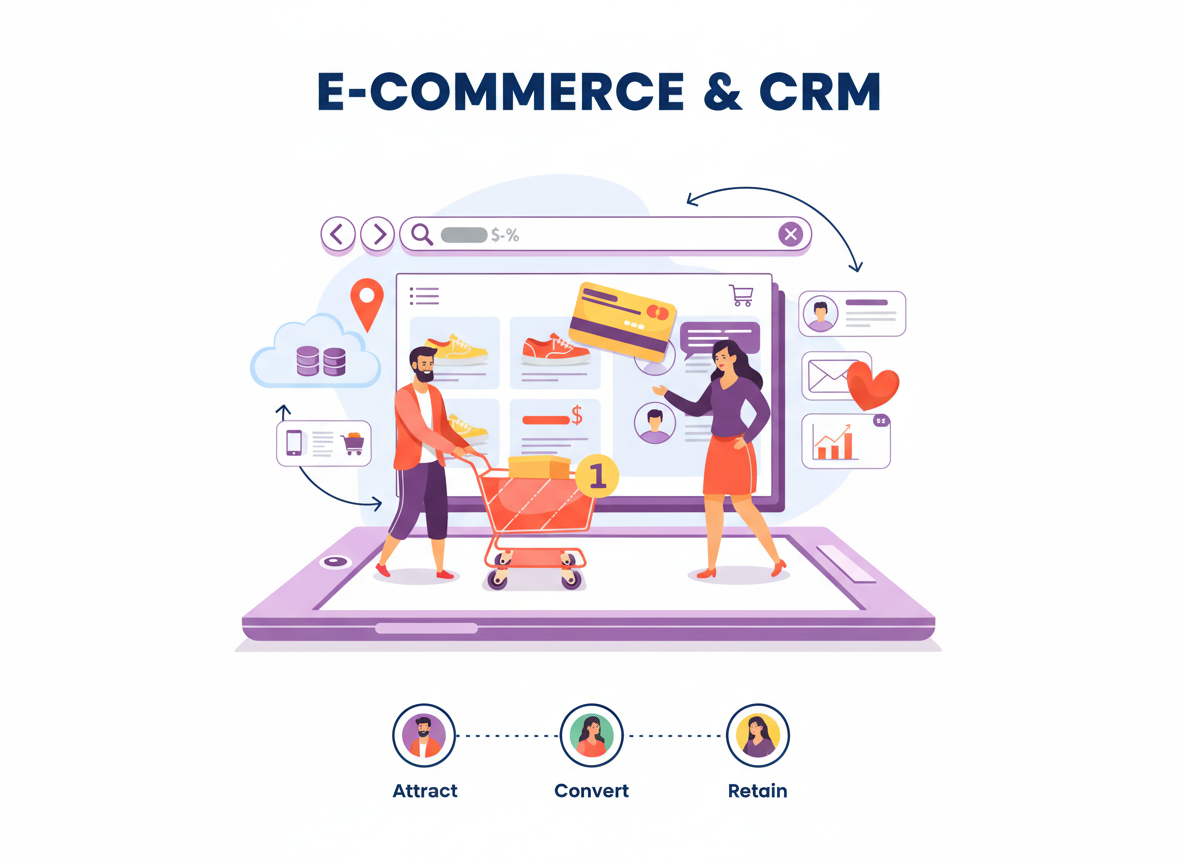 E-COMMERCE & CRM
$-%
$
1
Attract
Convert
Retain